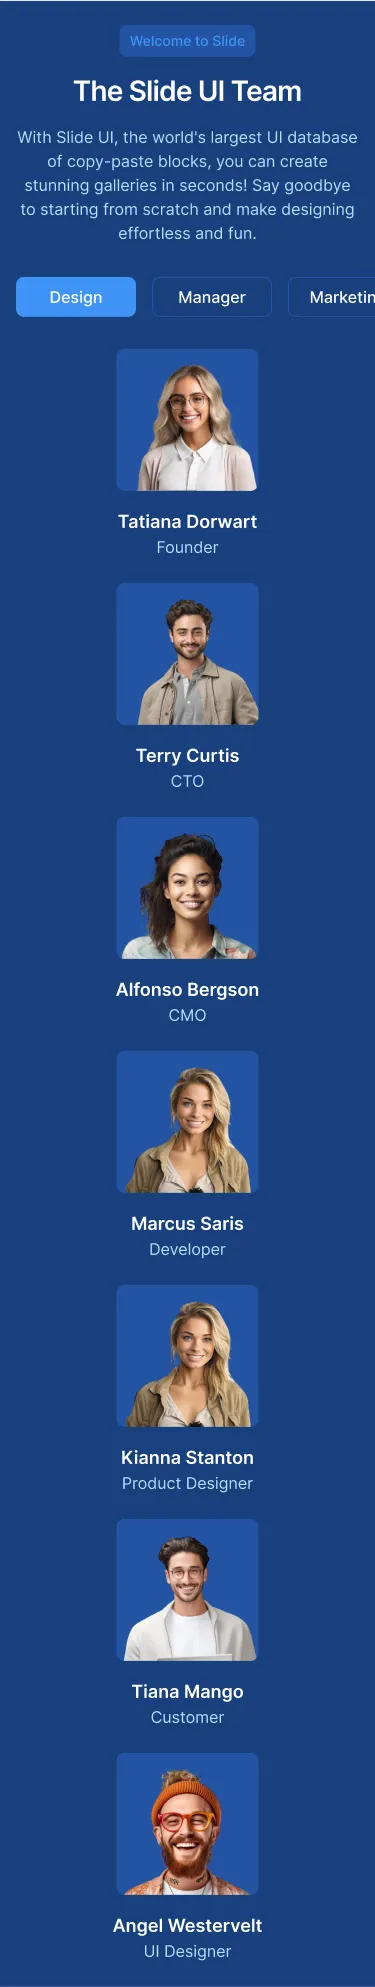 Welcome to Slide
The Slide UI Team
With Slide UI, the world's largest UI database
of copy-paste blocks, you can create
stunning galleries in seconds! Say goodbye
to starting from scratch and make designing
effortless and fun.
Design Manager Marketin
Tatiana Dorwart
Founder
Terry Curtis
CTO
Alfonso Bergson
CMO
Marcus Saris
Developer
Kianna Stanton
Product Designer
Tiana Mango
Customer
Angel Westervelt
UI Designer